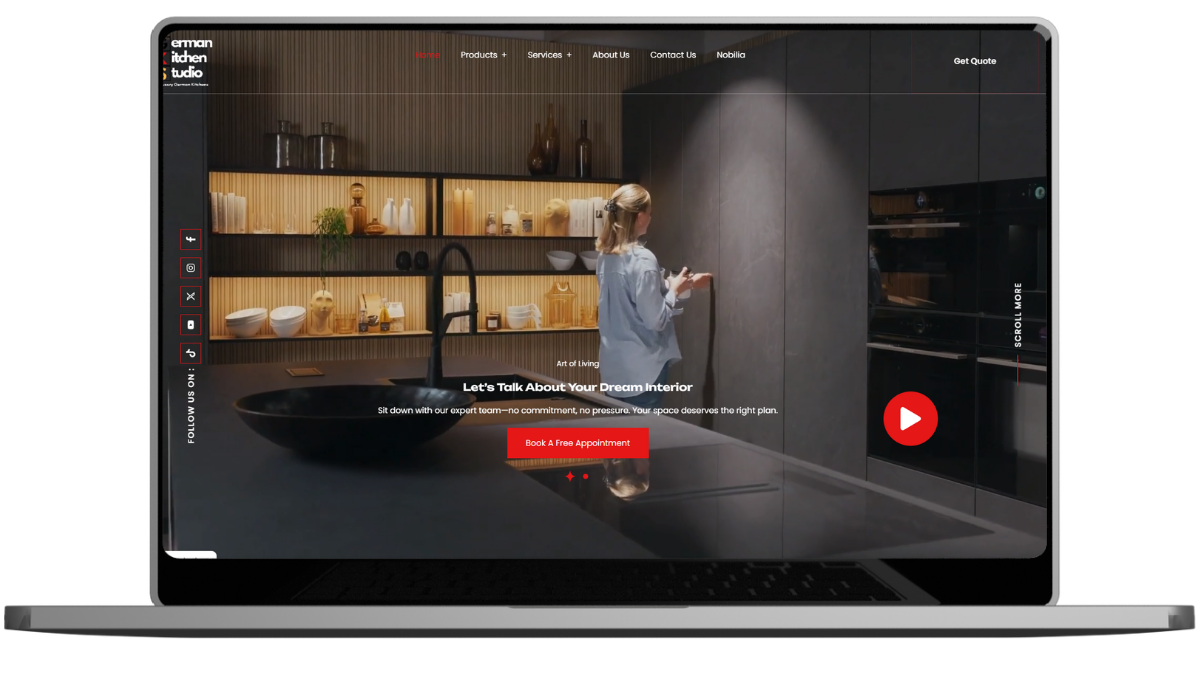 erman
itchen
tudio
Home
Products +
Services +
About Us
Contact Us
Nobilia
Get Quote
FOLLOW US ON :
SCROLL MORE
Art of Living
Let's Talk About Your Dream Interior
Sit down with our expert team—no commitment, no pressure. Your space deserves the right plan.
Book A Free Appointment